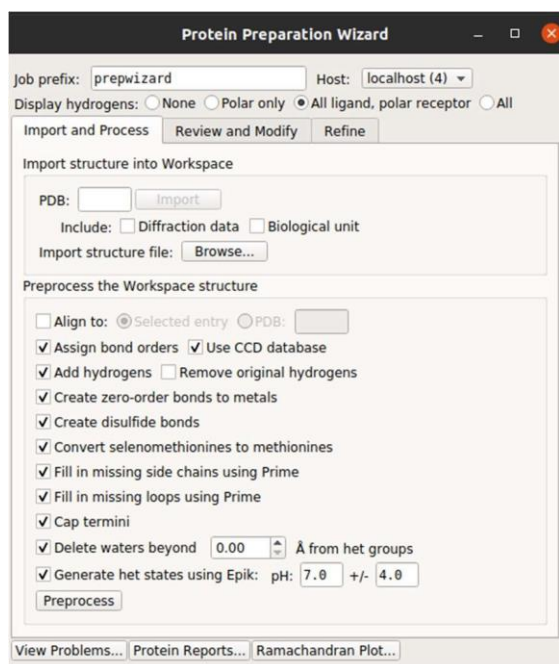 Protein Preparation Wizard
Job prefix: prepwizard Host: localhost (4)
Display hydrogens: None Polar only All ligand, polar receptor All
Import and Process Review and Modify Refine
Import structure into Workspace
PDB: Import
Include: Diffraction data Biological unit
Import structure file: Browse...
Preprocess the Workspace structure
Align to: Selected entry PDB:
Assign bond orders Use CCD database
Add hydrogens Remove original hydrogens
Create zero-order bonds to metals
Create disulfide bonds
Convert selenomethionines to methionines
Fill in missing side chains using Prime
Fill in missing loops using Prime
Cap termini
Delete waters beyond 0.00 Å from het groups
Generate het states using Epik: pH: 7.0 +/- 4.0
Preprocess
View Problems... Protein Reports... Ramachandran Plot...